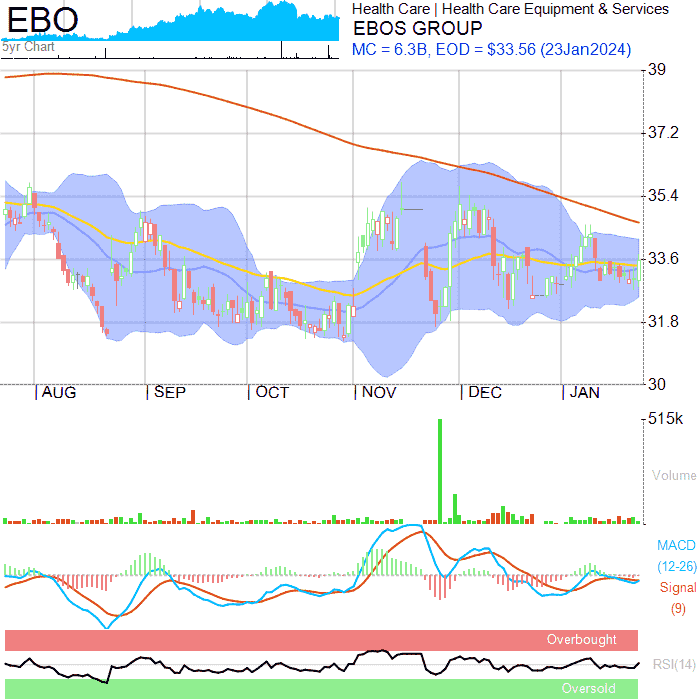 EBO
5yr Chart
Health Care | Health Care Equipment & Services
EBOS GROUP
MC = 6.3B, EOD = $33.56 (23Jan2024)
39
37.2
35.4
33.6
31.8
30
AUG SEP OCT NOV DEC JAN
515k
Volume
MACD
(12-26)
Signal
(9)
Overbought
RSI(14)
Oversold